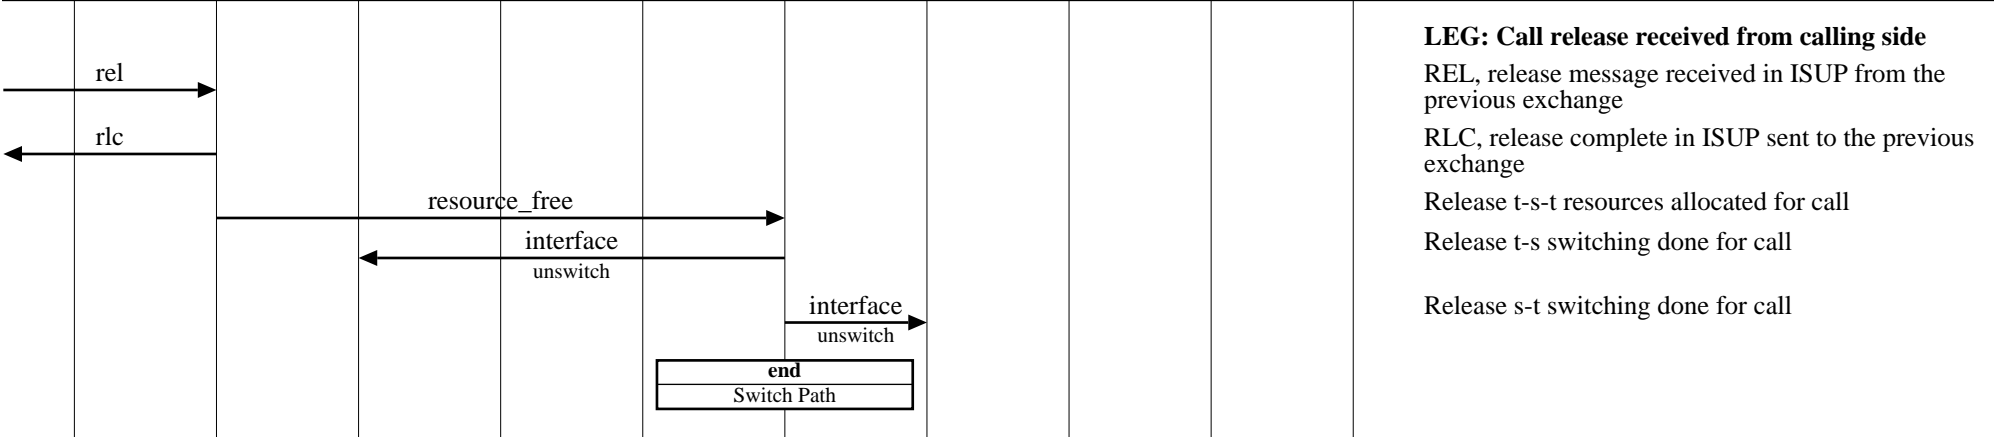 LEG: Call release received from calling side
rel
REL, release message received in ISUP from the
previous exchange
rlc
RLC, release complete in ISUP sent to the previous
exchange
resource_free
Release t-s-t resources allocated for call
interface
Release t-s switching done for call
unswitch
interface
Release s-t switching done for call
unswitch
end
Switch Path